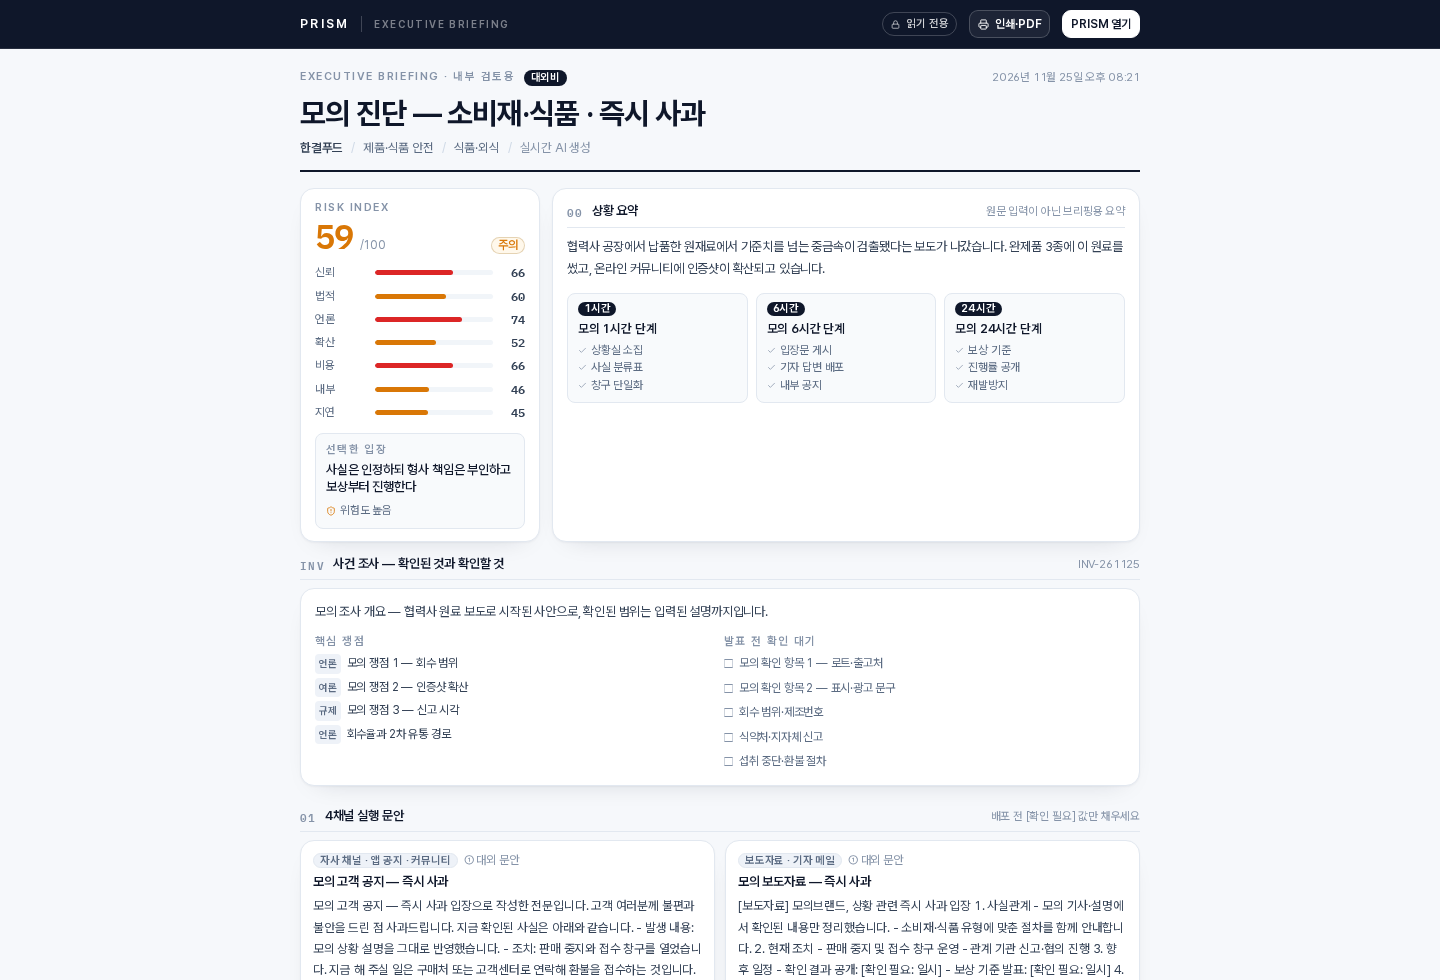 PRISM
EXECUTIVE BRIEFING
읽기 전용
인쇄·PDF
PRISM 열기
EXECUTIVE BRIEFING · 내부 검토용
대외비
2026년 11월 25일 오후 08:21
모의 진단 — 소비재·식품 · 즉시 사과
한결푸드 / 제품·식품 안전 / 식품·외식 / 실시간 AI 생성
RISK INDEX
59 /100
주의
신뢰 66
법적 60
언론 74
확산 52
비용 66
내부 46
지연 45
선택한 입장
사실은 인정하되 형사 책임은 부인하고
보상부터 진행한다
위험도 높음
00 상황 요약
원문 입력이 아닌 브리핑용 요약
협력사 공장에서 납품한 원재료에서 기준치를 넘는 중금속이 검출됐다는 보도가 나갔습니다. 완제품 3종에 이 원료를
썼고, 온라인 커뮤니티에 인증샷이 확산되고 있습니다.
1시간
모의 1시간 단계
상황실 소집
사실 분류표
창구 단일화
6시간
모의 6시간 단계
입장문 게시
기자 답변 배포
내부 공지
24시간
모의 24시간 단계
보상 기준
진행률 공개
재발방지
INV 사건 조사 — 확인된 것과 확인할 것
INV-261125
모의 조사 개요 — 협력사 원료 보도로 시작된 사안으로, 확인된 범위는 입력된 설명까지입니다.
핵심 쟁점
언론 모의 쟁점 1 — 회수 범위
여론 모의 쟁점 2 — 인증샷 확산
규제 모의 쟁점 3 — 신고 시각
언론 회수율과 2차 유통 경로
발표 전 확인 대기
모의 확인 항목 1 — 로트·출고처
모의 확인 항목 2 — 표시·광고 문구
회수 범위·제조번호
식약처·지자체 신고
섭취 중단·환불 절차
01 4채널 실행 문안
배포 전 [확인 필요] 값만 채우세요
자사 채널 · 앱 공지 · 커뮤니티
대외 문안
모의 고객 공지 — 즉시 사과
모의 고객 공지 — 즉시 사과 입장으로 작성한 전문입니다. 고객 여러분께 불편과
불안을 드린 점 사과드립니다. 지금 확인된 사실은 아래와 같습니다. - 발생 내용:
모의 상황 설명을 그대로 반영했습니다. - 조치: 판매 중지와 접수 창구를 열었습니
다. 지금 해 주실 일은 구매처 또는 고객센터로 연락해 환불을 접수하는 것입니다.
보도자료 · 기자 메일
대외 문안
모의 보도자료 — 즉시 사과
[보도자료] 모의브랜드, 상황 관련 즉시 사과 입장 1. 사실관계 - 모의 기사·설명에
서 확인된 내용만 정리했습니다. - 소비재·식품 유형에 맞춘 절차를 함께 안내합니
다. 2. 현재 조치 - 판매 중지 및 접수 창구 운영 - 관계 기관 신고·협의 진행 3. 향
후 일정 - 확인 결과 공개: [확인 필요: 일시] - 보상 기준 발표: [확인 필요: 일시] 4.